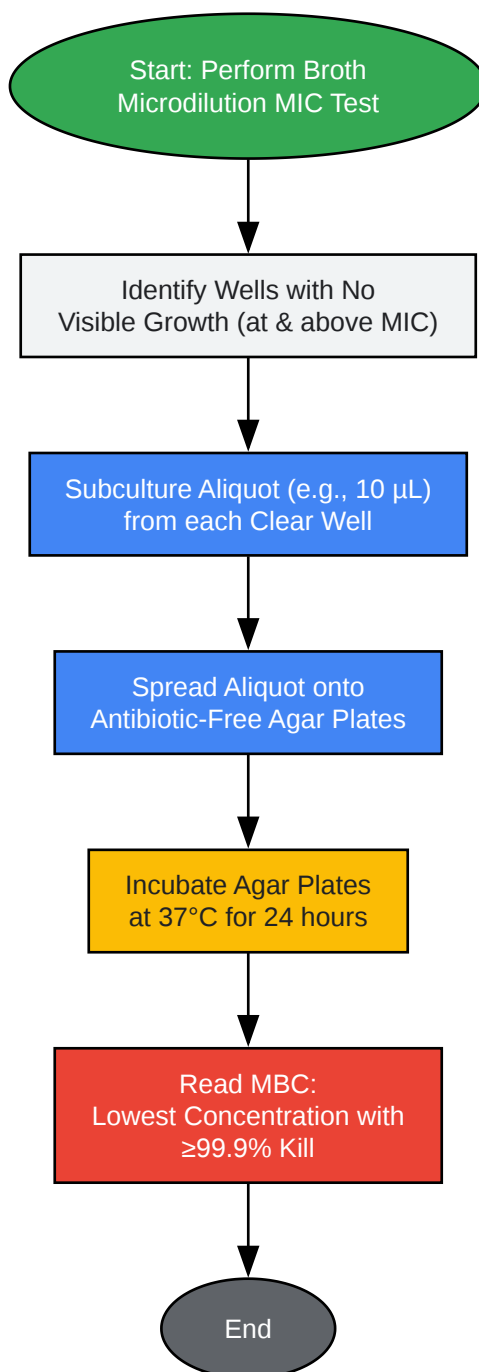 Start: Perform Broth
Microdilution MIC Test
Identify Wells with No
Visible Growth (at & above MIC)
Subculture Aliquot (e.g., 10 µL)
from each Clear Well
Spread Aliquot onto
Antibiotic-Free Agar Plates
Incubate Agar Plates
at 37°C for 24 hours
Read MBC:
Lowest Concentration with
≥99.9% Kill
End